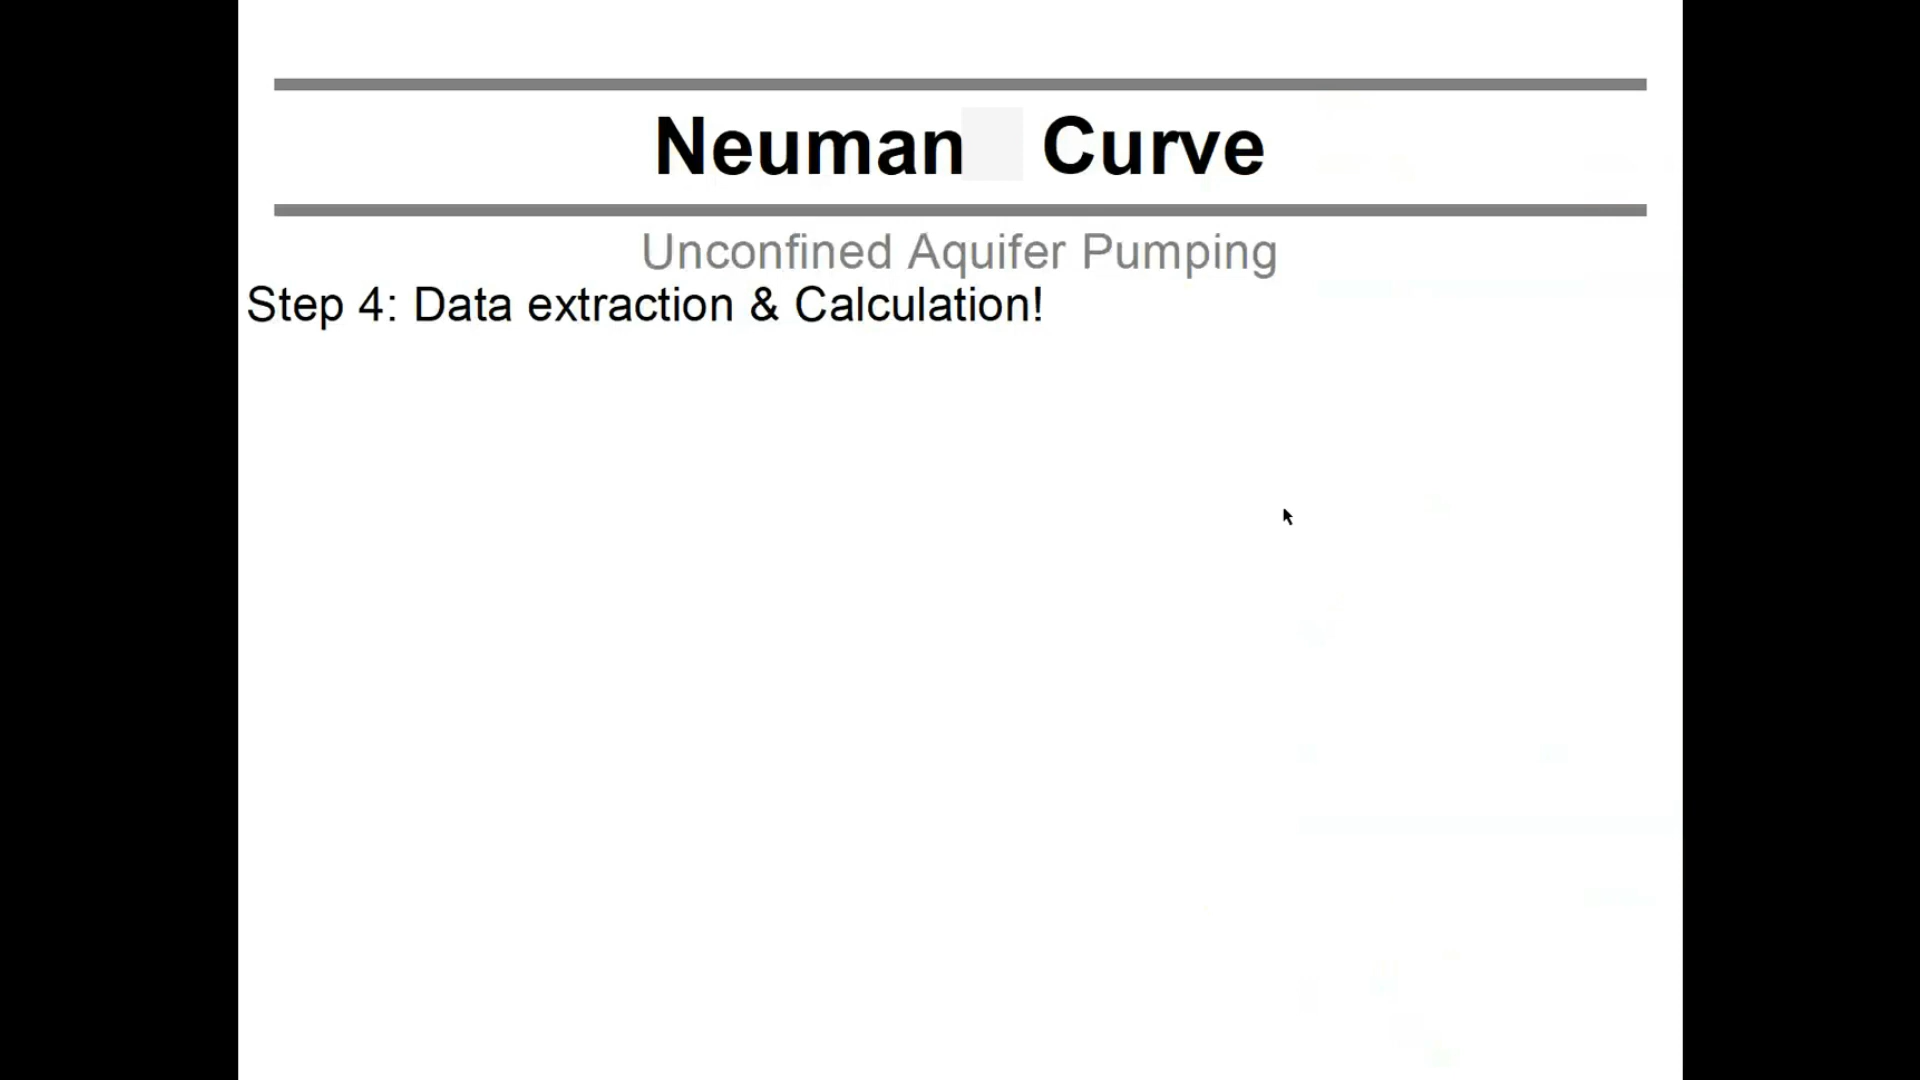 Neuman Curve
Unconfined Aquifer Pumping
Step 4: Data extraction & Calculation!